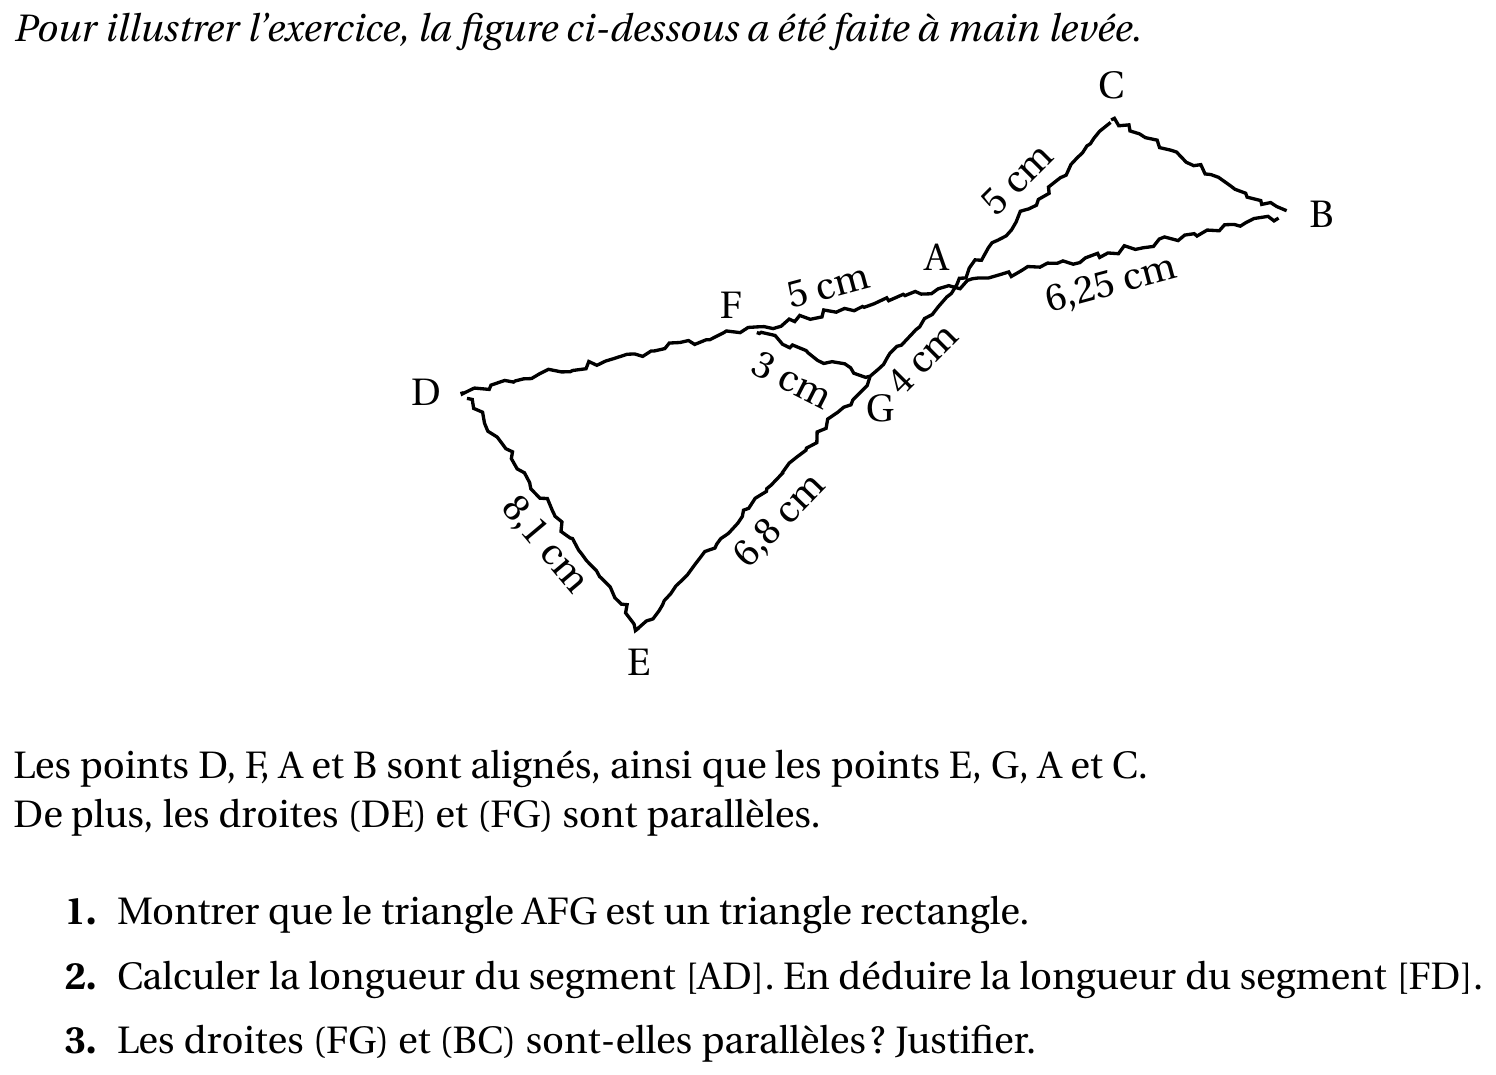 Pour illustrer l’exercice, la figure ci-dessous a été faite à main levée.
C
5 cm
B
A
6,25 cm
5 cm
F
3 cm
4 cm
G
D
8,1 cm
6,8 cm
E
Les points D, F, A et B sont alignés, ainsi que les points E, G, A et C.
De plus, les droites (DE) et (FG) sont parallèles.
1. Montrer que le triangle AFG est un triangle rectangle.
2. Calculer la longueur du segment [AD]. En déduire la longueur du segment [FD].
3. Les droites (FG) et (BC) sont-elles parallèles ? Justifier.